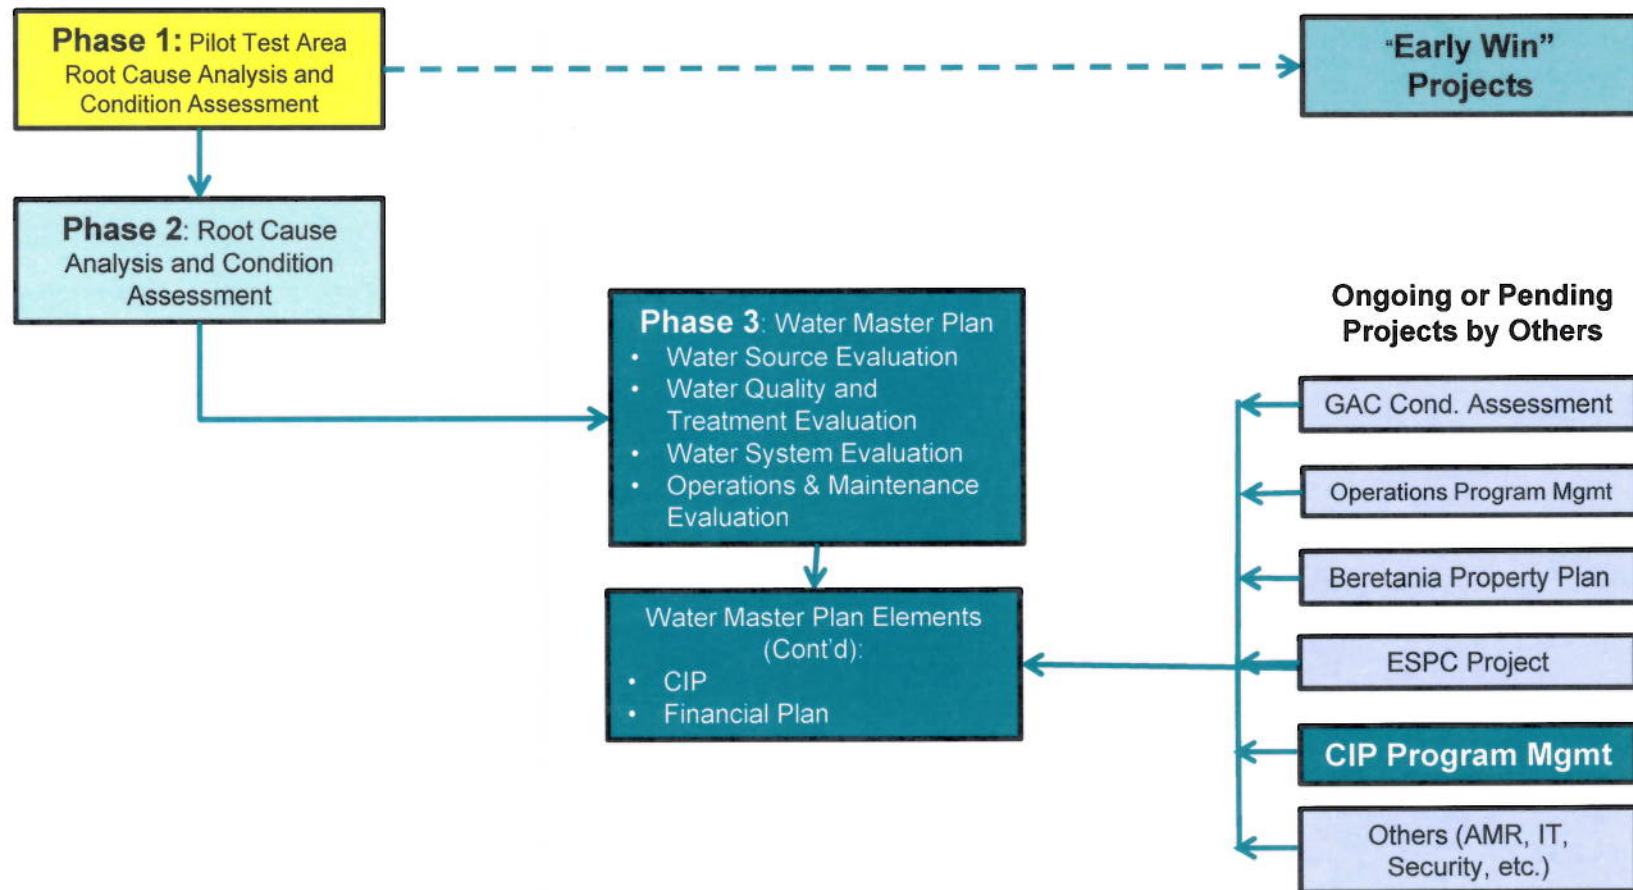 Phase 1: Pilot Test Area
Root Cause Analysis and
Condition Assessment
“Early Win”
Projects
Phase 2: Root Cause
Analysis and Condition
Assessment
Phase 3: Water Master Plan
• Water Source Evaluation
• Water Quality and
Treatment Evaluation
• Water System Evaluation
• Operations & Maintenance
Evaluation
Water Master Plan Elements
(Cont'd):
• CIP
• Financial Plan
Ongoing or Pending
Projects by Others
GAC Cond. Assessment
Operations Program Mgmt
Beretania Property Plan
ESPC Project
CIP Program Mgmt
Others (AMR, IT,
Security, etc.)